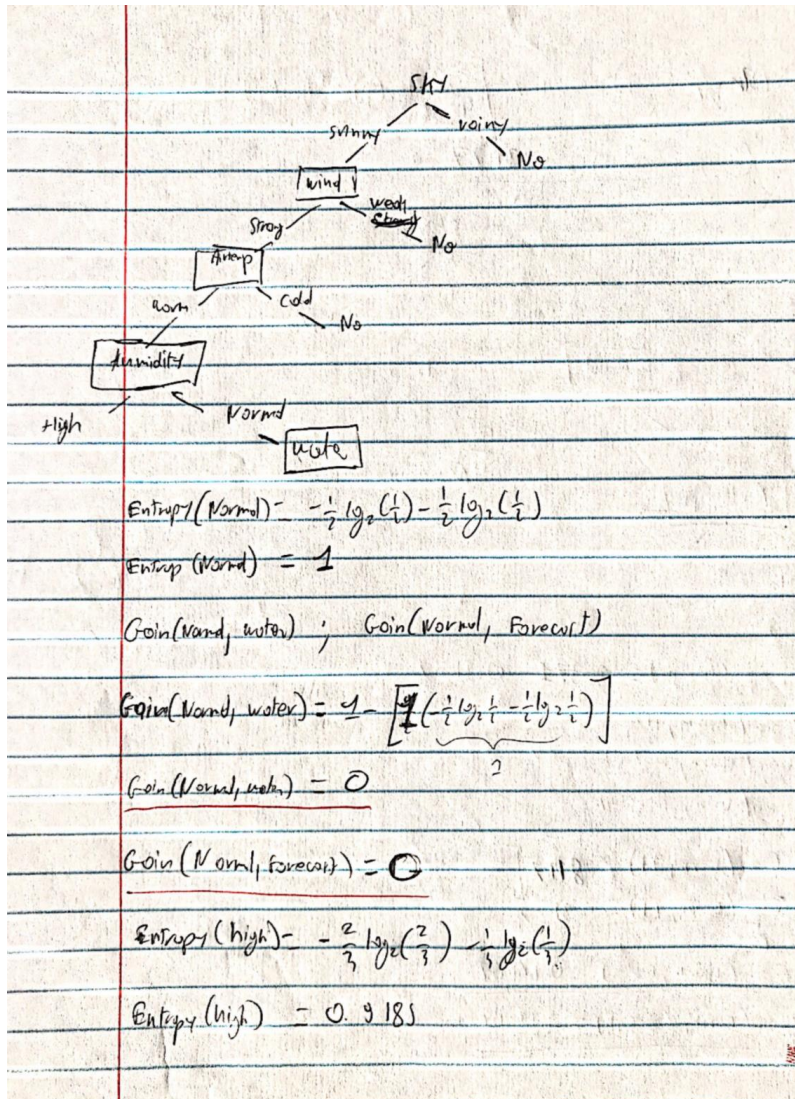 Sky
sunny rainy
No
wind
weak
Strong
No
Airtemp
warm Cold
No
Humidity
High Normal
water
Entropy(Normal) = -1/2 log₂(1/2) - 1/2 log₂(1/2)
Entrop (Normal) = 1
Gain(Normal, water) ; Gain(Normal, Forecast)
Gain(Normal, water) = 1 - [1(-1/2 log₂ 1/2 - 1/2 log₂ 1/2)]
Gain(Normal, water) = 0
Gain(Normal, Forecast) = 0
Entropy(high) = -2/3 log₂(2/3) - 1/3 log₂(1/3)
Entropy(high) = 0.9183